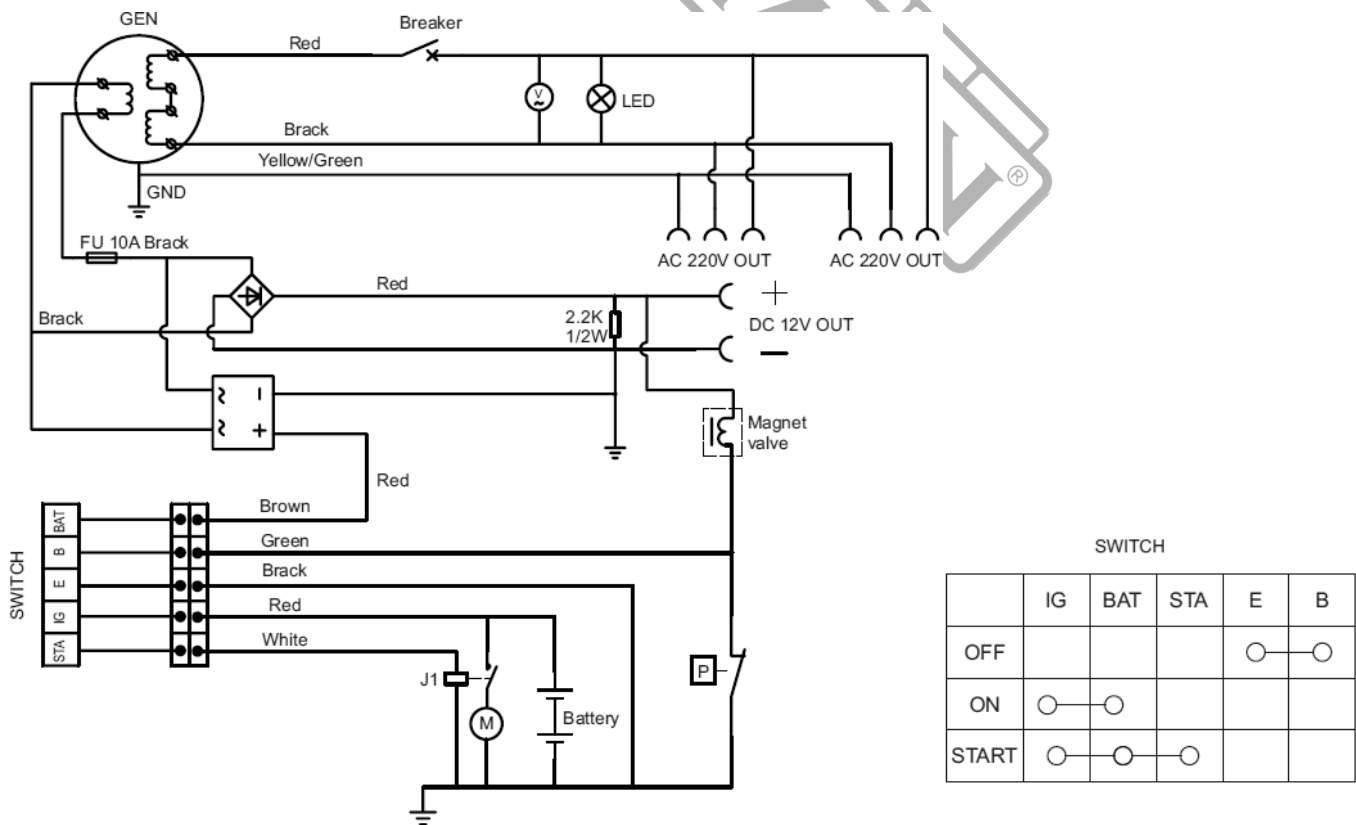 GEN
Breaker
Red
V
~
LED
Brack
Yellow/Green
GND
AC 220V OUT
AC 220V OUT
FU 10A Brack
Red
+
DC 12V OUT
—
2.2K
1/2W
Brack
~ −
~ +
Magnet
valve
Red
SWITCH
BAT
B
E
IG
STA
Brown
Green
Brack
Red
White
J1
M
Battery
P
SWITCH
IG BAT STA E B
OFF
ON
START
®